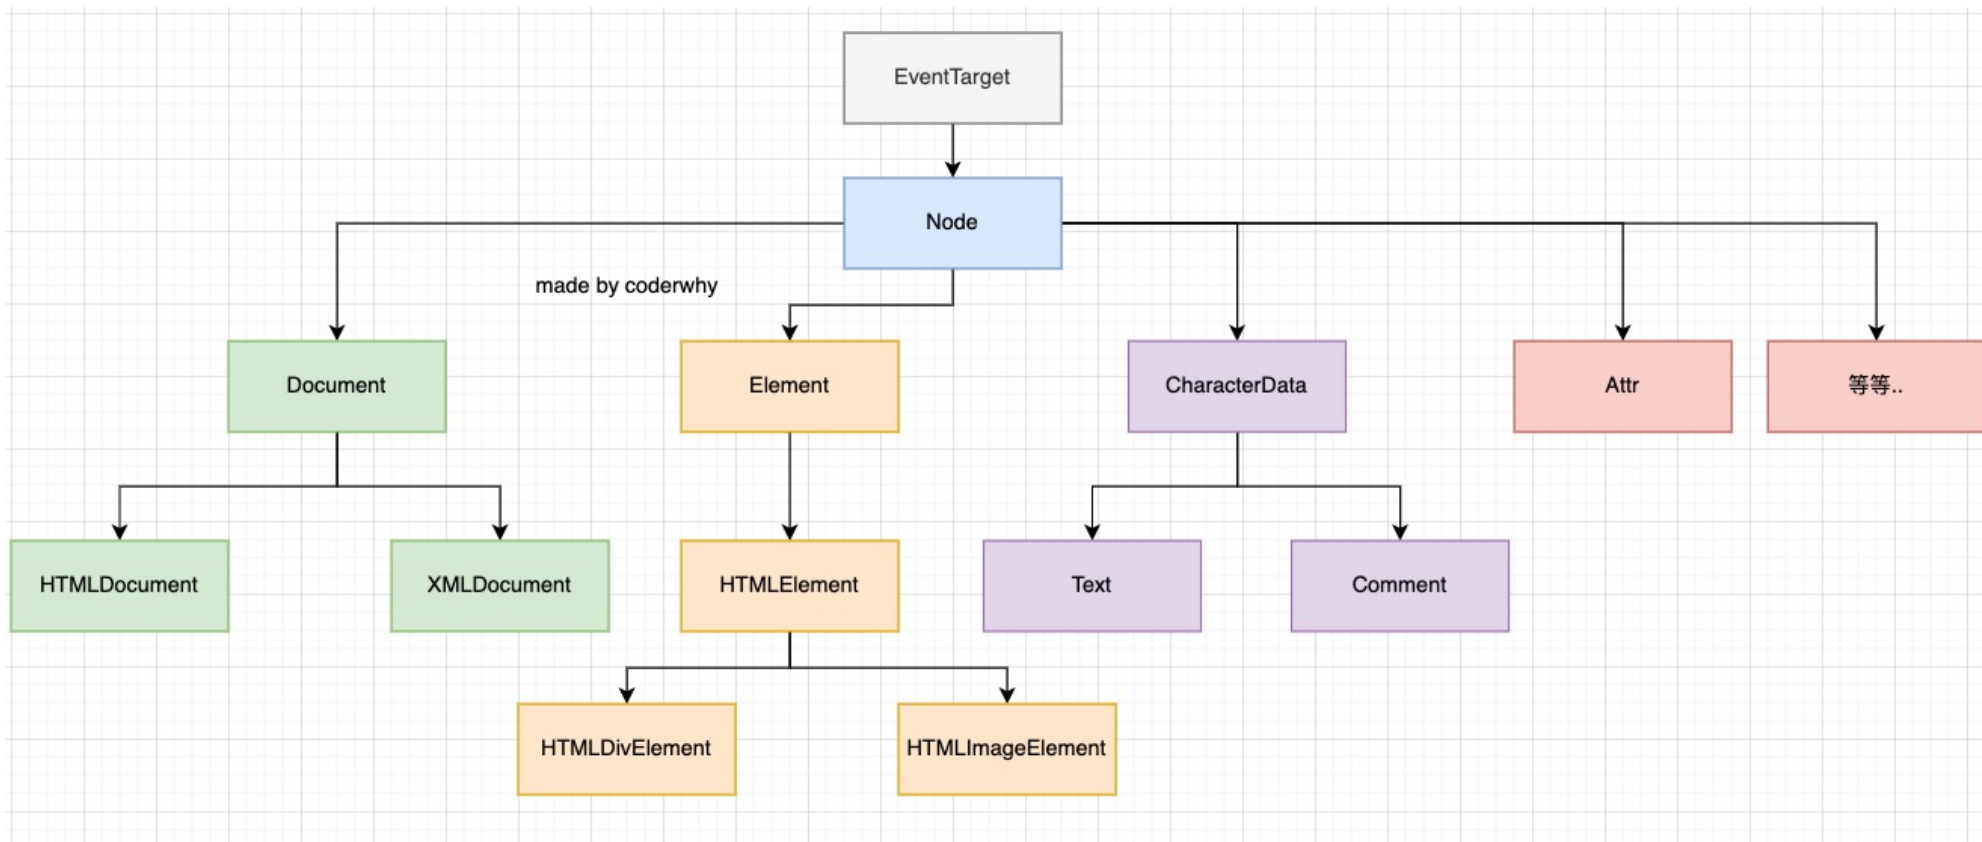 EventTarget
Node
made by coderwhy
Document
Element
CharacterData
Attr
等等..
HTMLDocument
XMLDocument
HTMLElement
Text
Comment
HTMLDivElement
HTMLImageElement